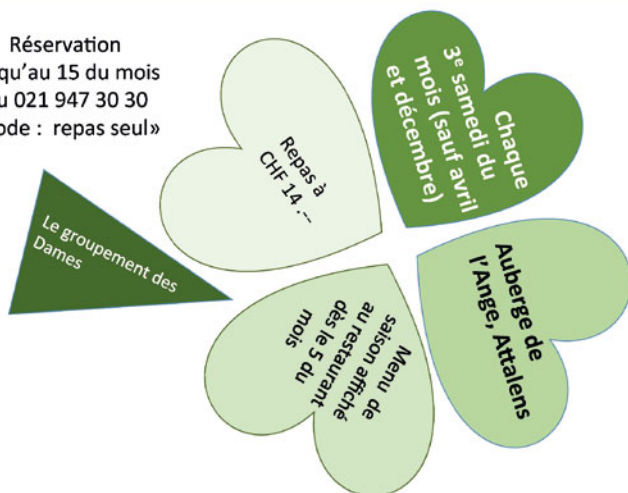 Réservation
qu'au 15 du mois
u 021 947 30 30
ode : repas seul»
Repas à
CHF 14.--
Chaque
3e samedi du
mois (sauf avril
et décembre)
Le groupement des
Dames
Menu de
saison affiché
au restaurant
dès le 5 du
mois
Auberge de
l'Ange, Attalens